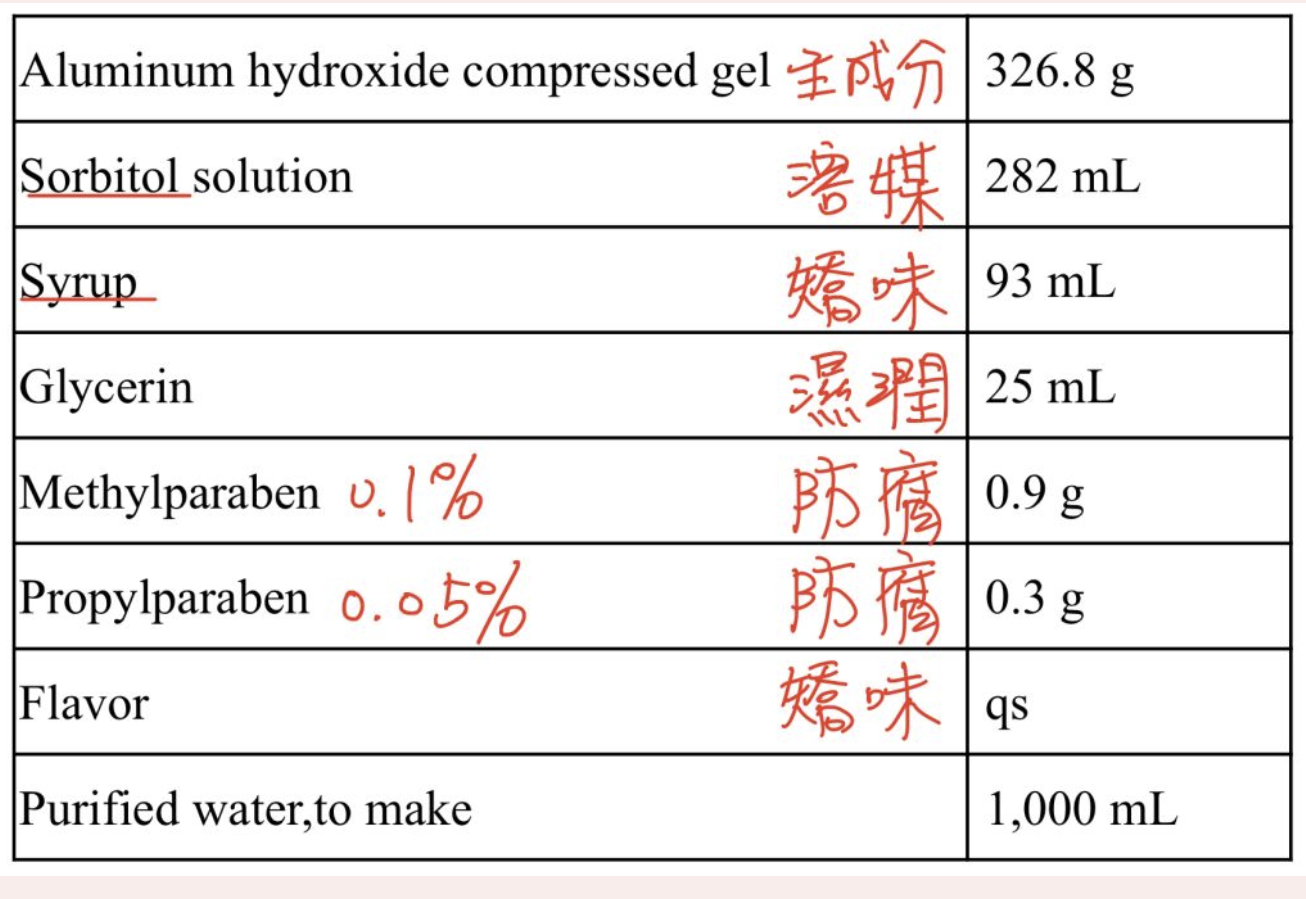 Aluminum hydroxide compressed gel 主成分 326.8 g
Sorbitol solution 溶媒 282 mL
Syrup 矯味 93 mL
Glycerin 濕潤 25 mL
Methylparaben 0.1% 防腐 0.9 g
Propylparaben 0.05% 防腐 0.3 g
Flavor 矯味 qs
Purified water,to make 1,000 mL